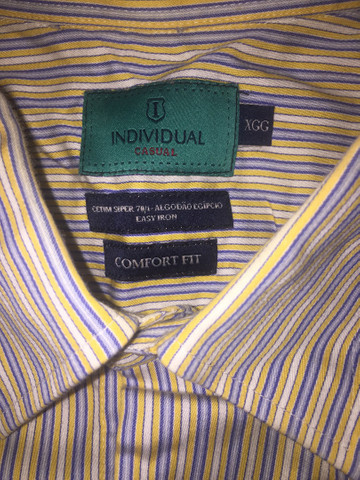 I
INDIVIDUAL
CASUAL
XGG
CETIM SUPER 70/1 - ALGODÃO EGÍPCIO
EASY IRON
COMFORT FIT